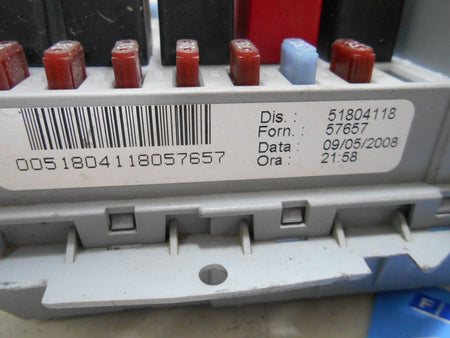 Dis. : 51804118
Forn. : 57657
Data : 09/05/2008
Ora : 21:58
0051804118057657
F